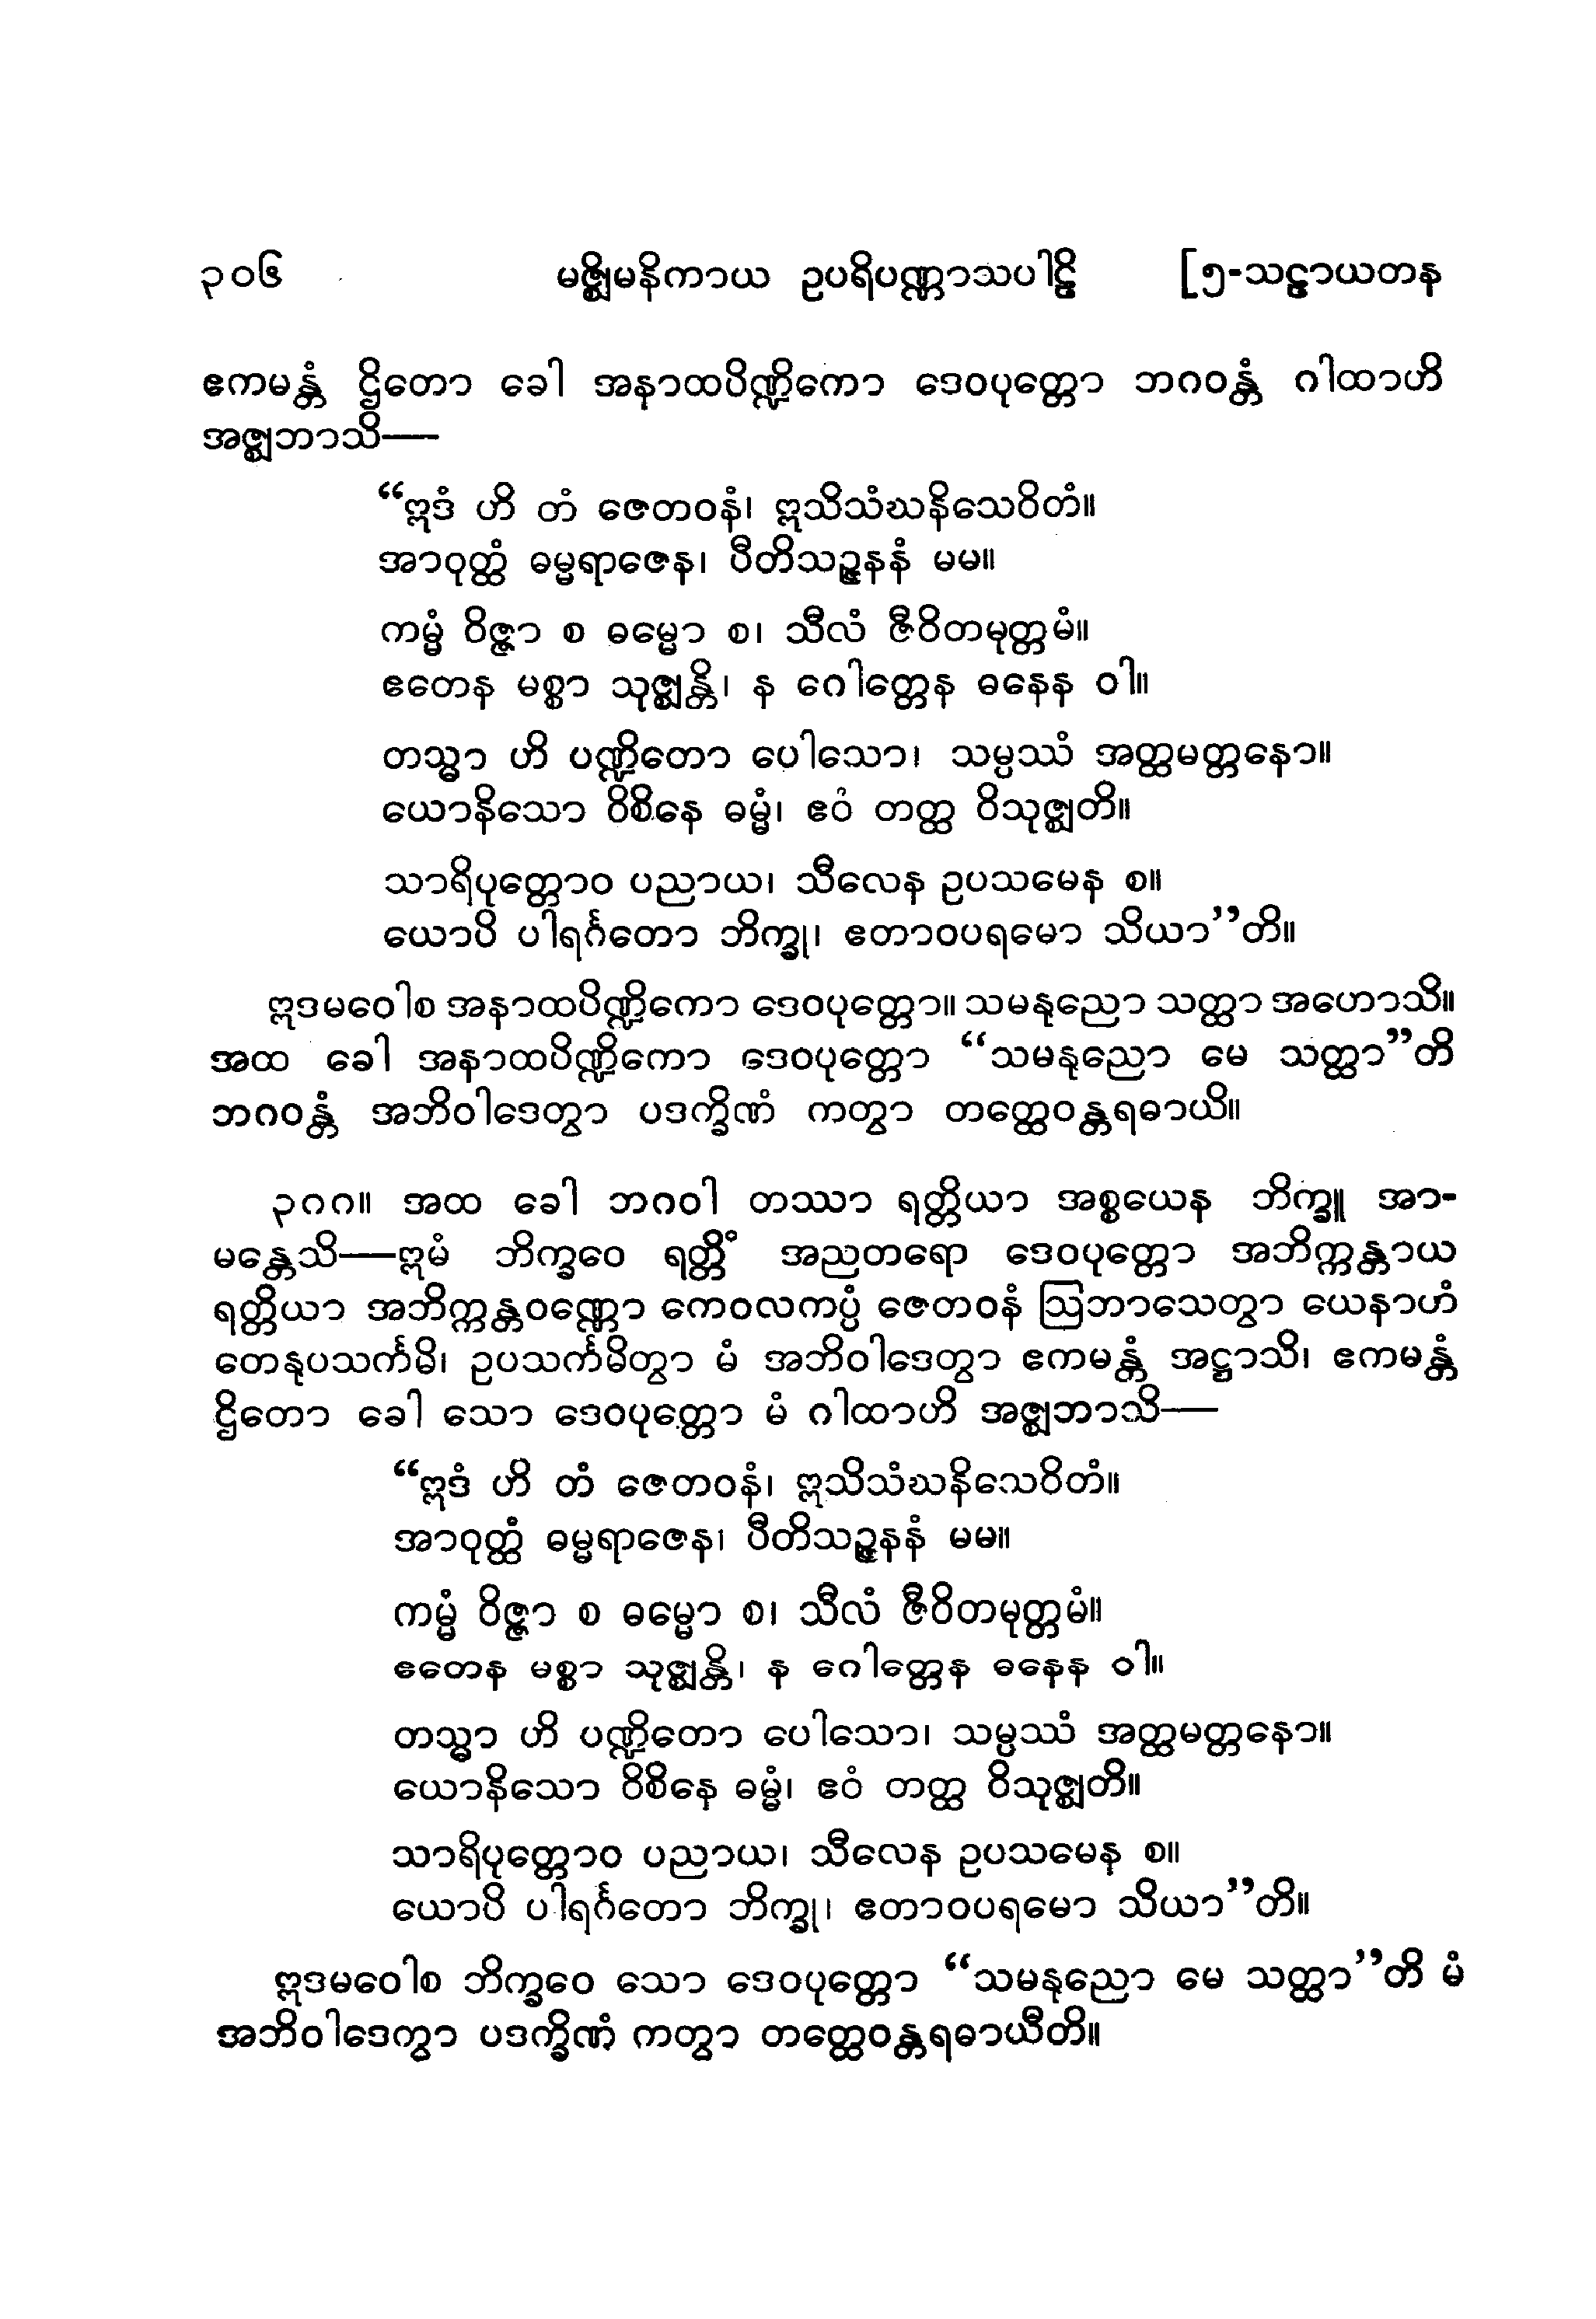 ၃၀၆ မဇ္ဈိမနိကာယ ဥပရိပဏ္ဏာသပါဠိ [၅-သဠာယတန
ဧကမန္တံ ဌိတော ခေါ အနာထပိဏ္ဍိကော ဒေဝပုတ္တော ဘဂဝန္တံ ဂါထာဟိ
အဇ္ဈဘာသိ—
“ဣဒံ ဟိ တံ ဇေတဝနံ၊ ဣသိသံဃနိသေဝိတံ။
အာဝုတ္ထံ ဓမ္မရာဇေန၊ ပီတိသဉ္ဇနနံ မမ။
ကမ္မံ ဝိဇ္ဇာ စ ဓမ္မော စ၊ သီလံ ဇီဝိတမုတ္တမံ။
ဧတေန မစ္စာ သုဇ္ဈန္တိ၊ န ဂေါတ္တေန ဓနေန ဝါ။
တသ္မာ ဟိ ပဏ္ဍိတော ပေါသော၊ သမ္ပဿံ အတ္ထမတ္တနော။
ယောနိသော ဝိစိနေ ဓမ္မံ၊ ဧဝံ တတ္ထ ဝိသုဇ္ဈတိ။
သာရိပုတ္တောဝ ပညာယ၊ သီလေန ဥပသမေန စ။
ယောပိ ပါရင်္ဂတော ဘိက္ခု၊ ဧတာဝပရမော သိယာ”တိ။
ဣဒမဝေါစ အနာထပိဏ္ဍိကော ဒေဝပုတ္တော။ သမနုညော သတ္ထာ အဟောသိ။
အထ ခေါ အနာထပိဏ္ဍိကော ဒေဝပုတ္တော “သမနုညော မေ သတ္ထာ”တိ
ဘဂဝန္တံ အဘိဝါဒေတွာ ပဒက္ခိဏံ ကတွာ တတ္ထေဝန္တရဓာယိ။
၃၈၈။ အထ ခေါ ဘဂဝါ တဿာ ရတ္တိယာ အစ္စယေန ဘိက္ခူ အာ-
မန္တေသိ—ဣမံ ဘိက္ခဝေ ရတ္တိံ အညတရော ဒေဝပုတ္တော အဘိက္ကန္တာယ
ရတ္တိယာ အဘိက္ကန္တဝဏ္ဏော ကေဝလကပ္ပံ ဇေတဝနံ ဩဘာသေတွာ ယေနာဟံ
တေနုပသင်္ကမိ၊ ဥပသင်္ကမိတွာ မံ အဘိဝါဒေတွာ ဧကမန္တံ အဋ္ဌာသိ၊ ဧကမန္တံ
ဌိတော ခေါ သော ဒေဝပုတ္တော မံ ဂါထာဟိ အဇ္ဈဘာသိ—
“ဣဒံ ဟိ တံ ဇေတဝနံ၊ ဣသိသံဃနိသေဝိတံ။
အာဝုတ္ထံ ဓမ္မရာဇေန၊ ပီတိသဉ္ဇနနံ မမ။
ကမ္မံ ဝိဇ္ဇာ စ ဓမ္မော စ၊ သီလံ ဇီဝိတမုတ္တမံ။
ဧတေန မစ္စာ သုဇ္ဈန္တိ၊ န ဂေါတ္တေန ဓနေန ဝါ။
တသ္မာ ဟိ ပဏ္ဍိတော ပေါသော၊ သမ္ပဿံ အတ္ထမတ္တနော။
ယောနိသော ဝိစိနေ ဓမ္မံ၊ ဧဝံ တတ္ထ ဝိသုဇ္ဈတိ။
သာရိပုတ္တောဝ ပညာယ၊ သီလေန ဥပသမေန စ။
ယောပိ ပါရင်္ဂတော ဘိက္ခု၊ ဧတာဝပရမော သိယာ”တိ။
ဣဒမဝေါစ ဘိက္ခဝေ သော ဒေဝပုတ္တော “သမနုညော မေ သတ္ထာ”တိ မံ
အဘိဝါဒေတွာ ပဒက္ခိဏံ ကတွာ တတ္ထေဝန္တရဓာယီတိ။